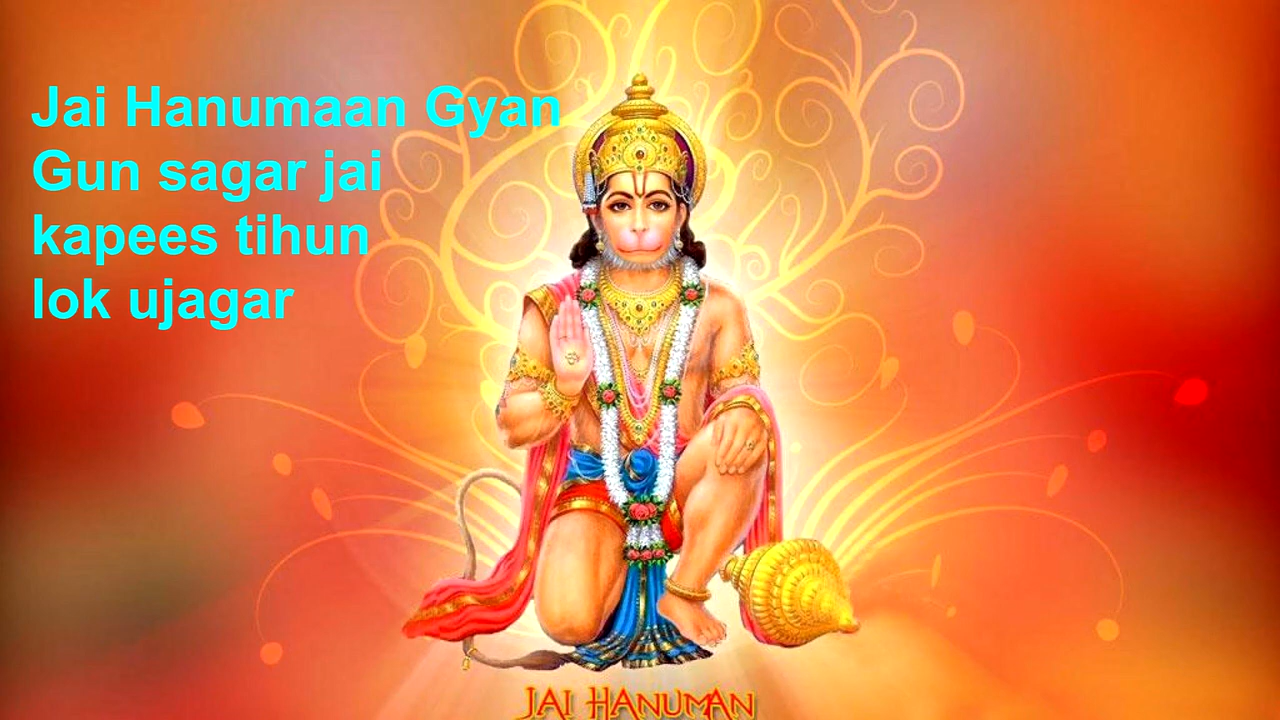 Jai Hanumaan Gyan
Gun sagar jai
kapees tihun
lok ujagar
ॐ
JAI HANUMAN